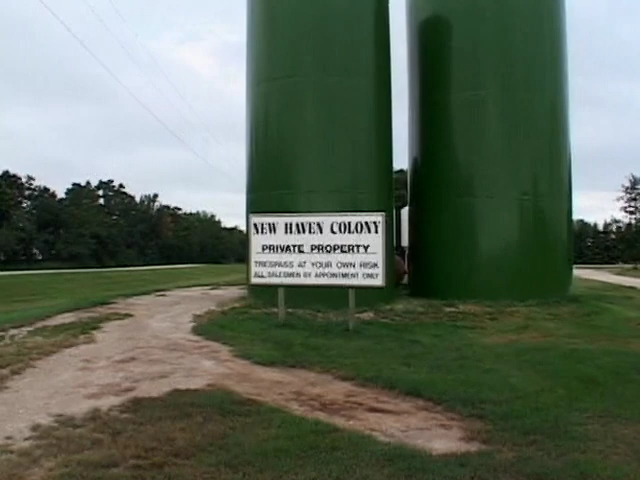 NEW HAVEN COLONY
PRIVATE PROPERTY
TRESPASS AT YOUR OWN RISK
ALL SALESMEN BY APPOINTMENT ONLY